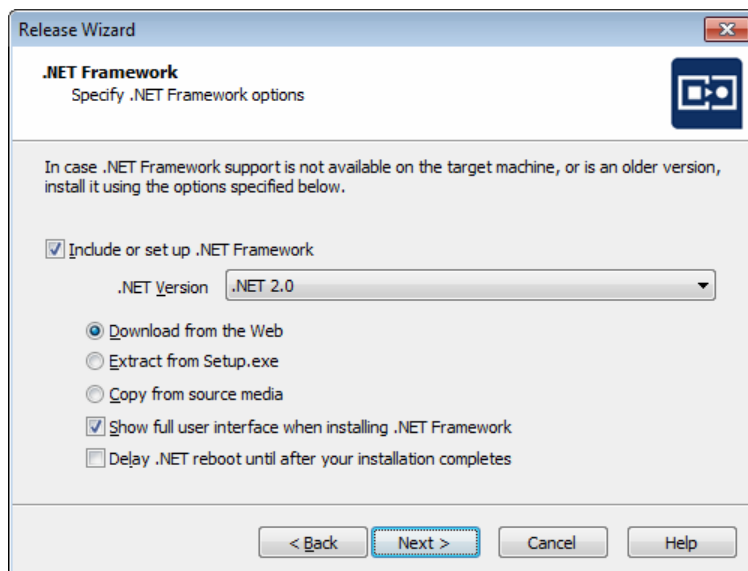 Release Wizard
.NET Framework
Specify .NET Framework options
In case .NET Framework support is not available on the target machine, or is an older version,
install it using the options specified below.
Include or set up .NET Framework
.NET Version .NET 2.0
Download from the Web
Extract from Setup.exe
Copy from source media
Show full user interface when installing .NET Framework
Delay .NET reboot until after your installation completes
< Back Next > Cancel Help